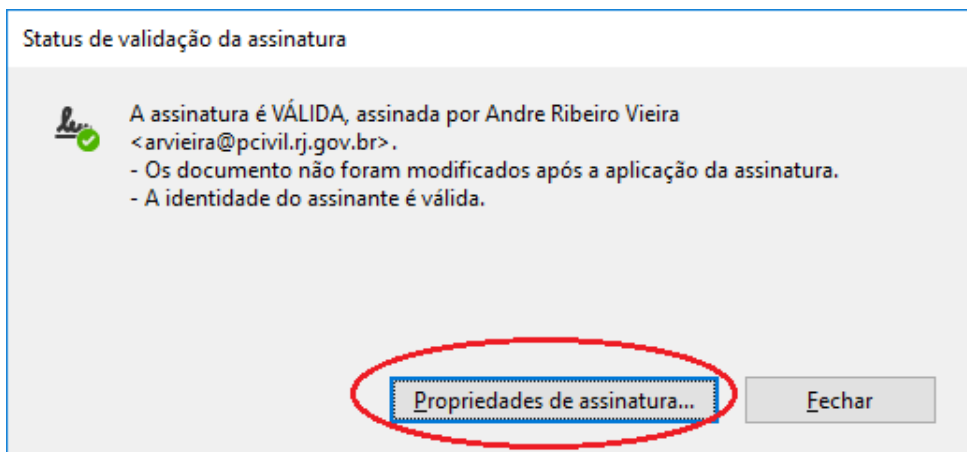 Status de validação da assinatura
A assinatura é VÁLIDA, assinada por Andre Ribeiro Vieira
<arvieira@pcivil.rj.gov.br>.
- Os documento não foram modificados após a aplicação da assinatura.
- A identidade do assinante é válida.
Propriedades de assinatura... Fechar